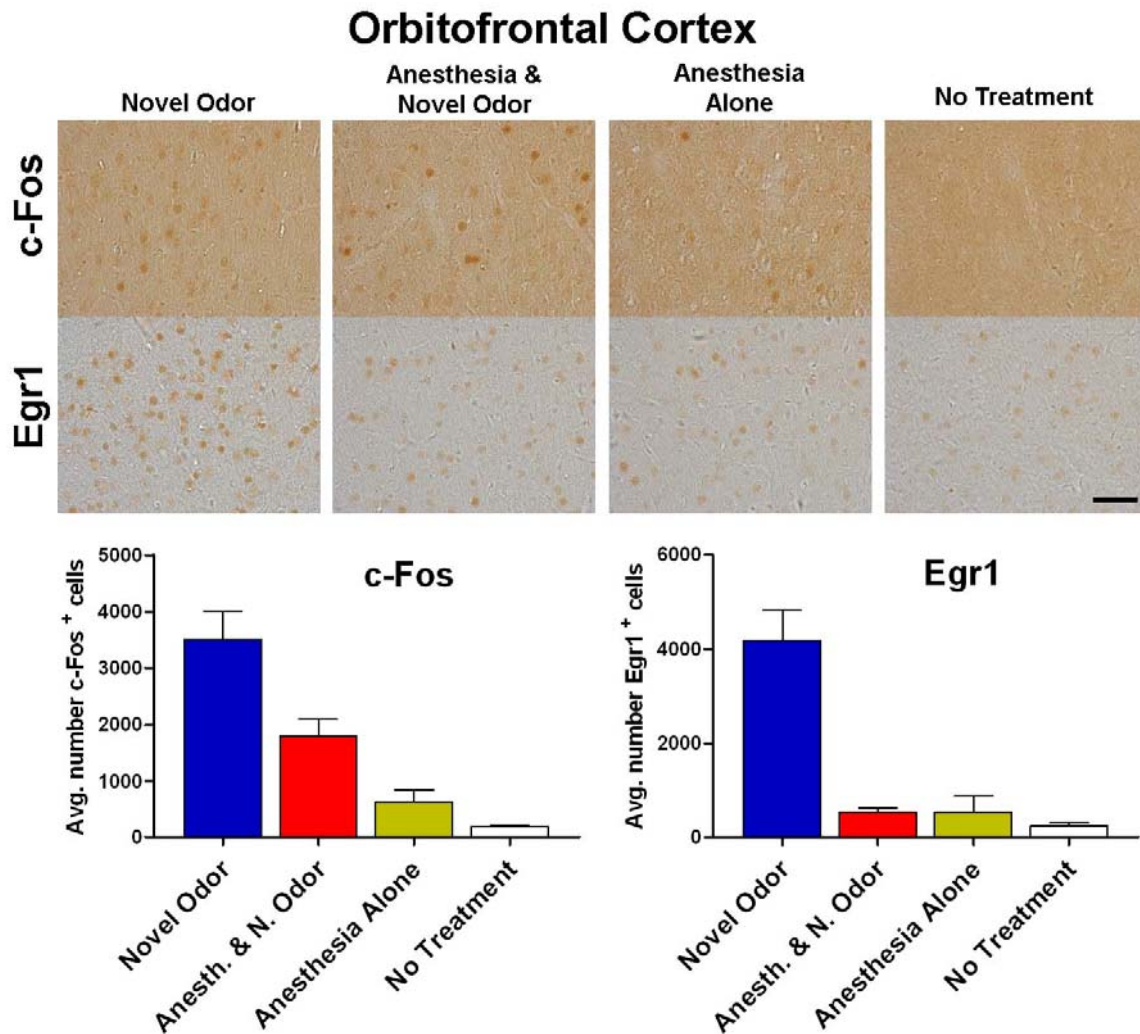 Orbitofrontal Cortex
Novel Odor
Anesthesia &
Novel Odor
Anesthesia
Alone
No Treatment
c-Fos
Egr1
c-Fos
Avg. number c-Fos + cells
5000
4000
3000
2000
1000
0
Novel Odor
Anesth. & N. Odor
Anesthesia Alone
No Treatment
Egr1
Avg. number Egr1 + cells
6000
4000
2000
0
Novel Odor
Anesth. & N. Odor
Anesthesia Alone
No Treatment